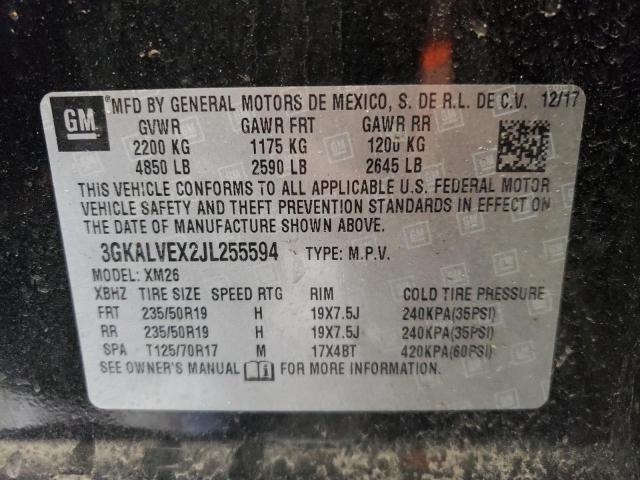 GM
®MFD BY GENERAL MOTORS DE MEXICO, S. DE R.L. DE C.V. 12/17
GVWR GAWR FRT GAWR RR
2200 KG 1175 KG 1200 KG
4850 LB 2590 LB 2645 LB
THIS VEHICLE CONFORMS TO ALL APPLICABLE U.S. FEDERAL MOTOR
VEHICLE SAFETY AND THEFT PREVENTION STANDARDS IN EFFECT ON
THE DATE OF MANUFACTURE SHOWN ABOVE.
3GKALVEX2JL255594 TYPE: M.P.V.
MODEL: XM26
XBHZ TIRE SIZE SPEED RTG RIM COLD TIRE PRESSURE
FRT 235/50R19 H 19X7.5J 240KPA(35PSI)
RR 235/50R19 H 19X7.5J 240KPA(35PSI)
SPA T125/70R17 M 17X4BT 420KPA(60PSI)
SEE OWNER'S MANUAL FOR MORE INFORMATION.